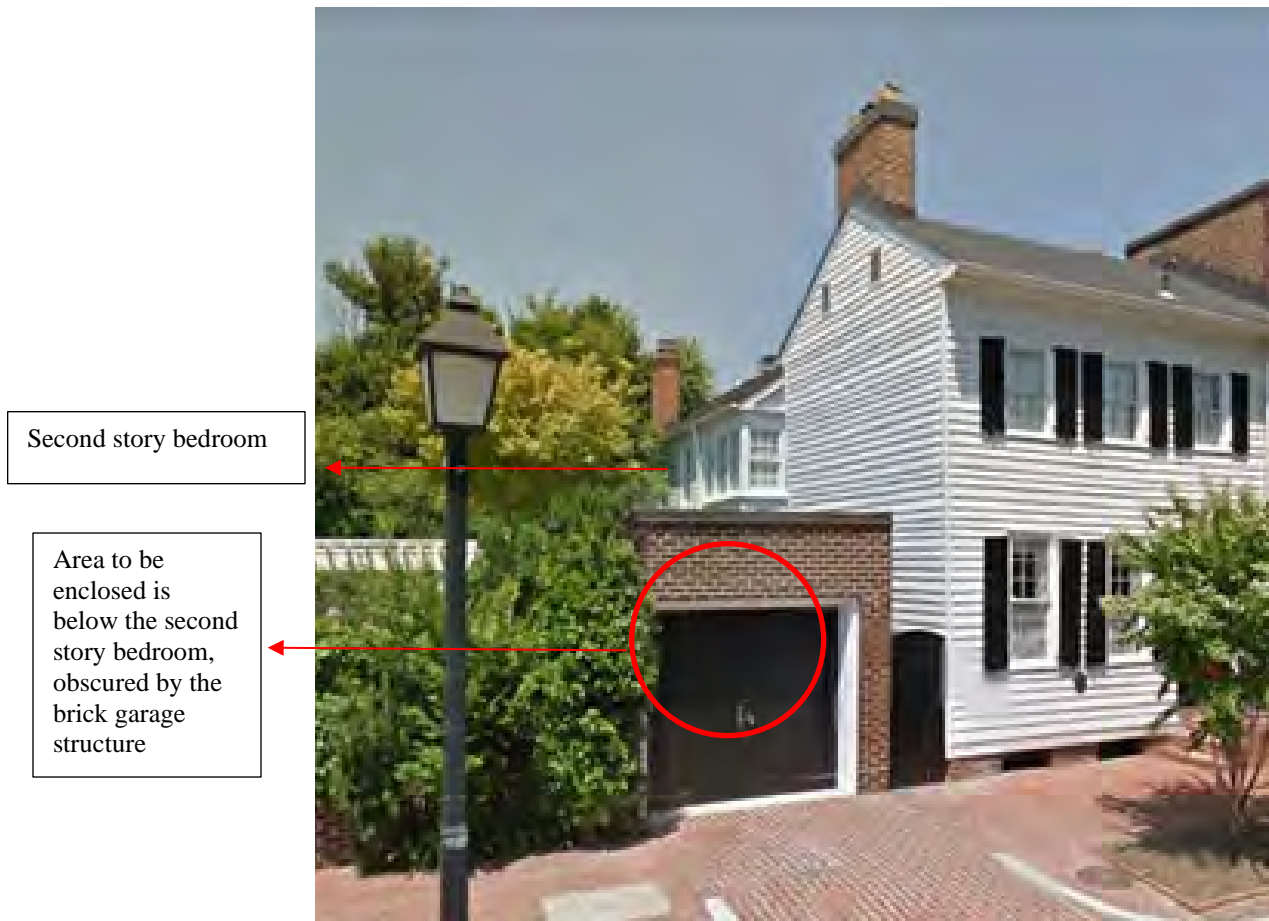 Second story bedroom
Area to be
enclosed is
below the second
story bedroom,
obscured by the
brick garage
structure